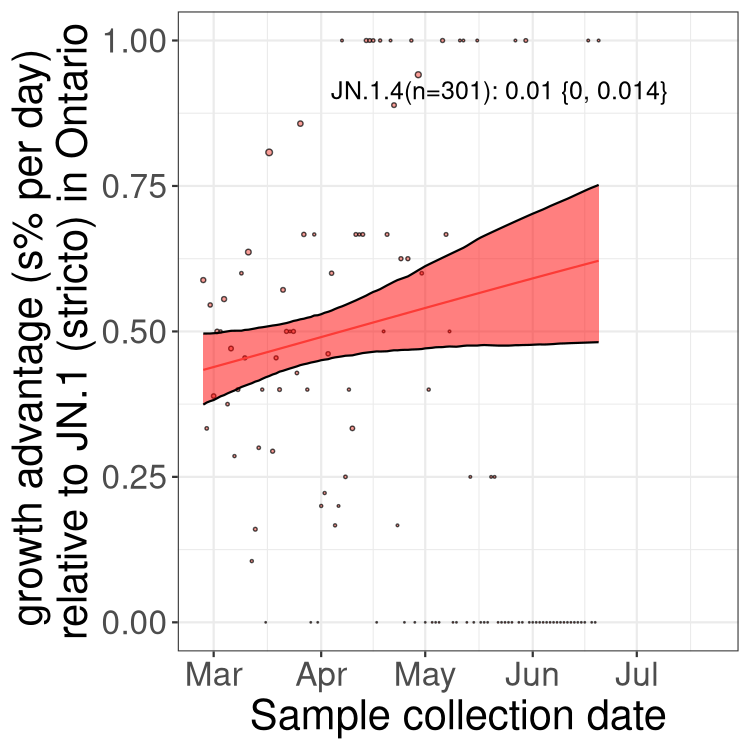 growth advantage (s% per day)
relative to JN.1 (stricto) in Ontario
1.00
0.75
0.50
0.25
0.00
JN.1.4(n=301): 0.01 {0, 0.014}
Mar Apr May Jun Jul
Sample collection date